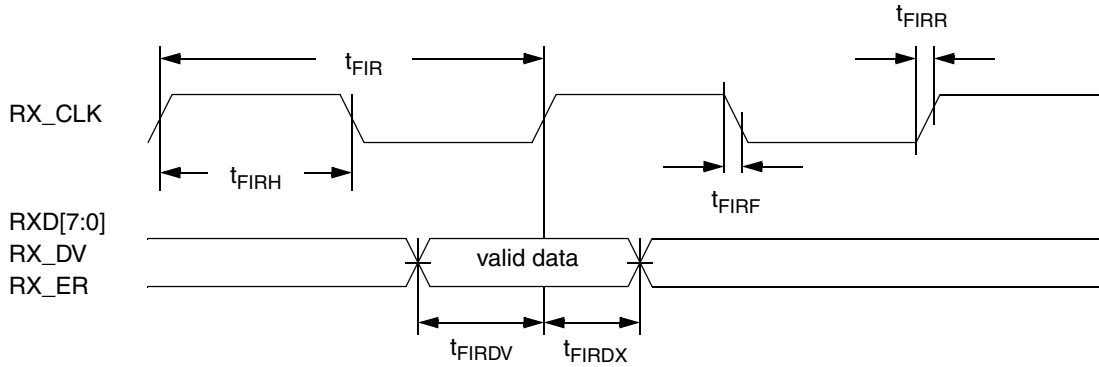 tFIRR
tFIR
RX_CLK
tFIRH
tFIRF
RXD[7:0]
RX_DV
valid data
RX_ER
tFIRDV
tFIRDX